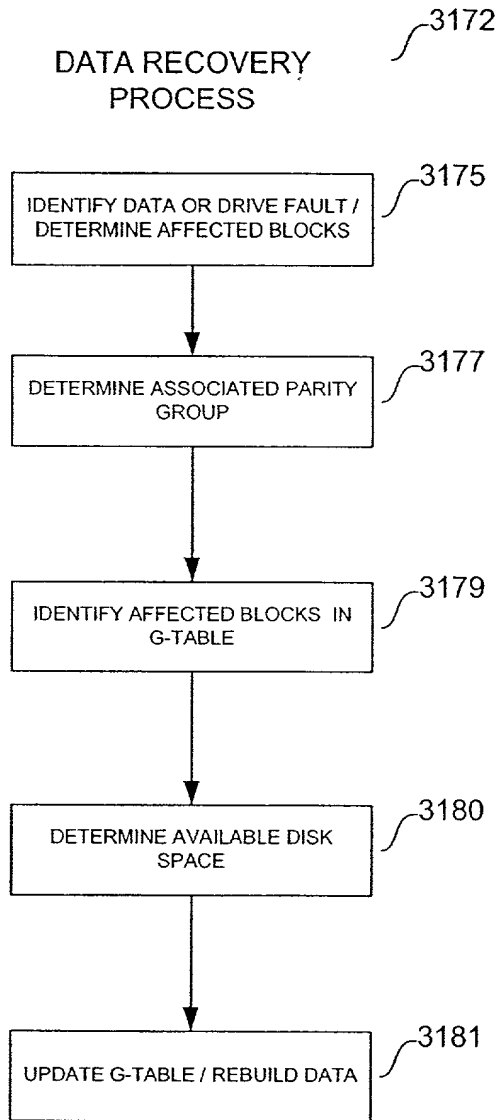 3172
DATA RECOVERY
PROCESS
3175
IDENTIFY DATA OR DRIVE FAULT /
DETERMINE AFFECTED BLOCKS
3177
DETERMINE ASSOCIATED PARITY
GROUP
3179
IDENTIFY AFFECTED BLOCKS IN
G-TABLE
3180
DETERMINE AVAILABLE DISK
SPACE
3181
UPDATE G-TABLE / REBUILD DATA